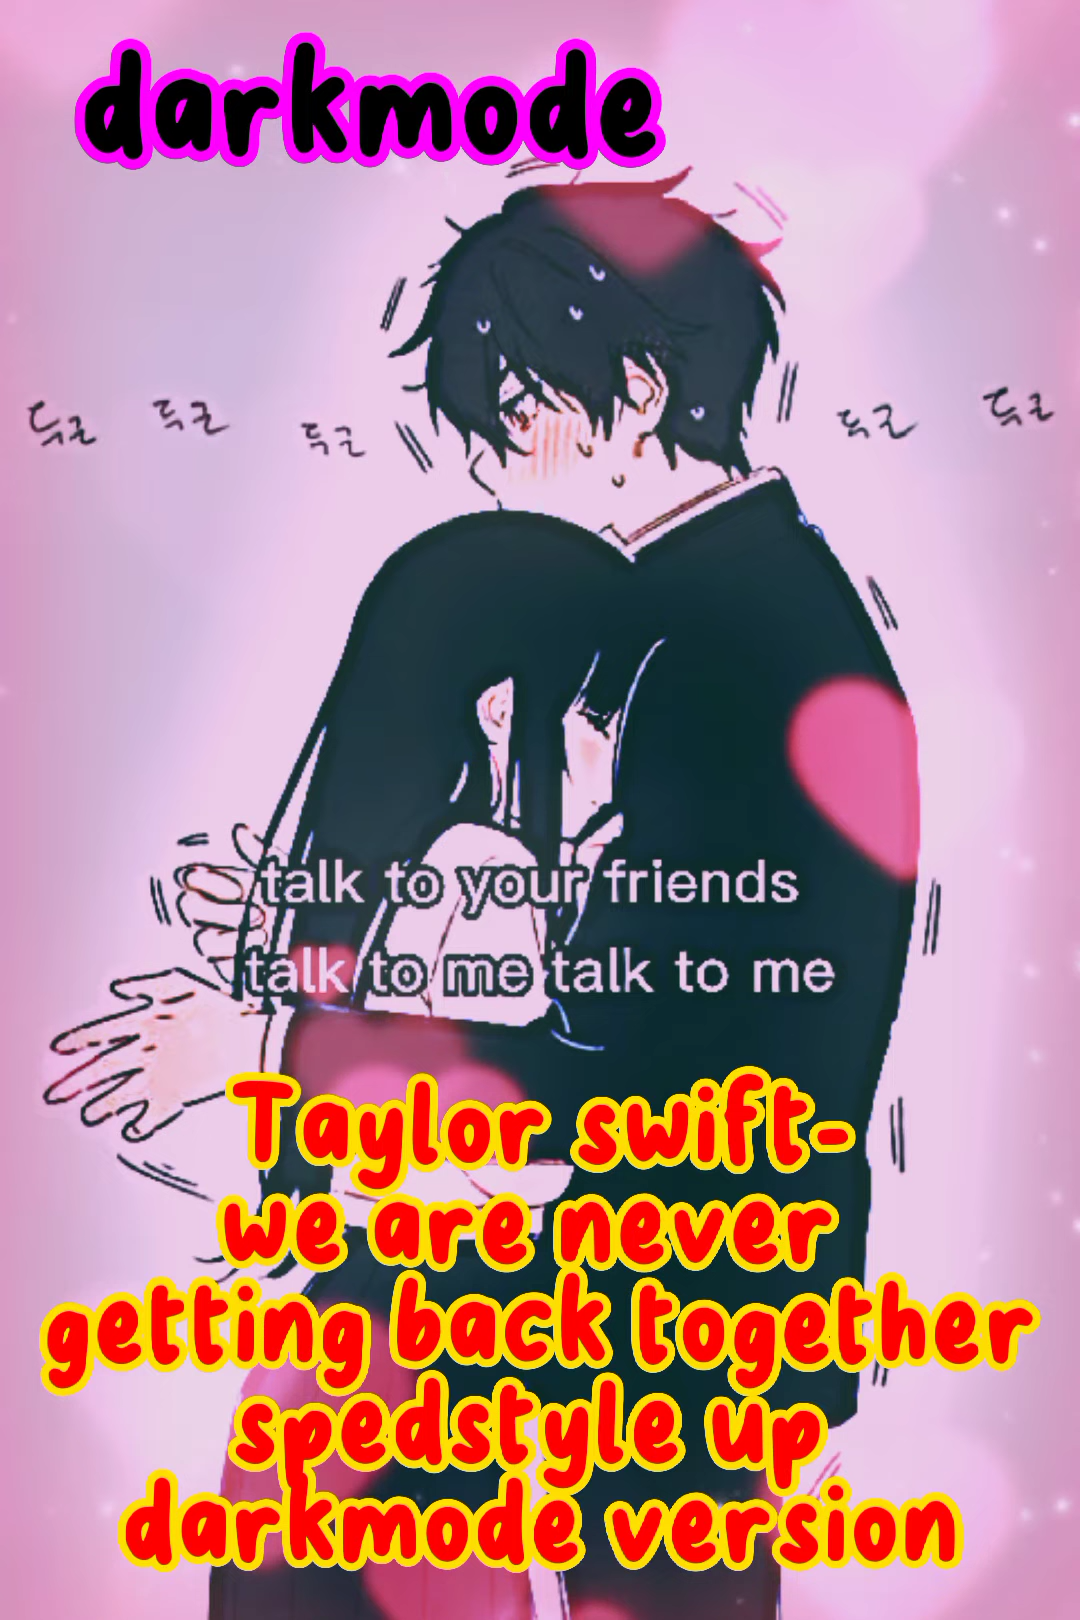 darkmode
두근 두근 두근 두근 두근
talk to your friends
talk to me talk to me
Taylor swift-
we are never
getting back together
spedstyle up
darkmode version